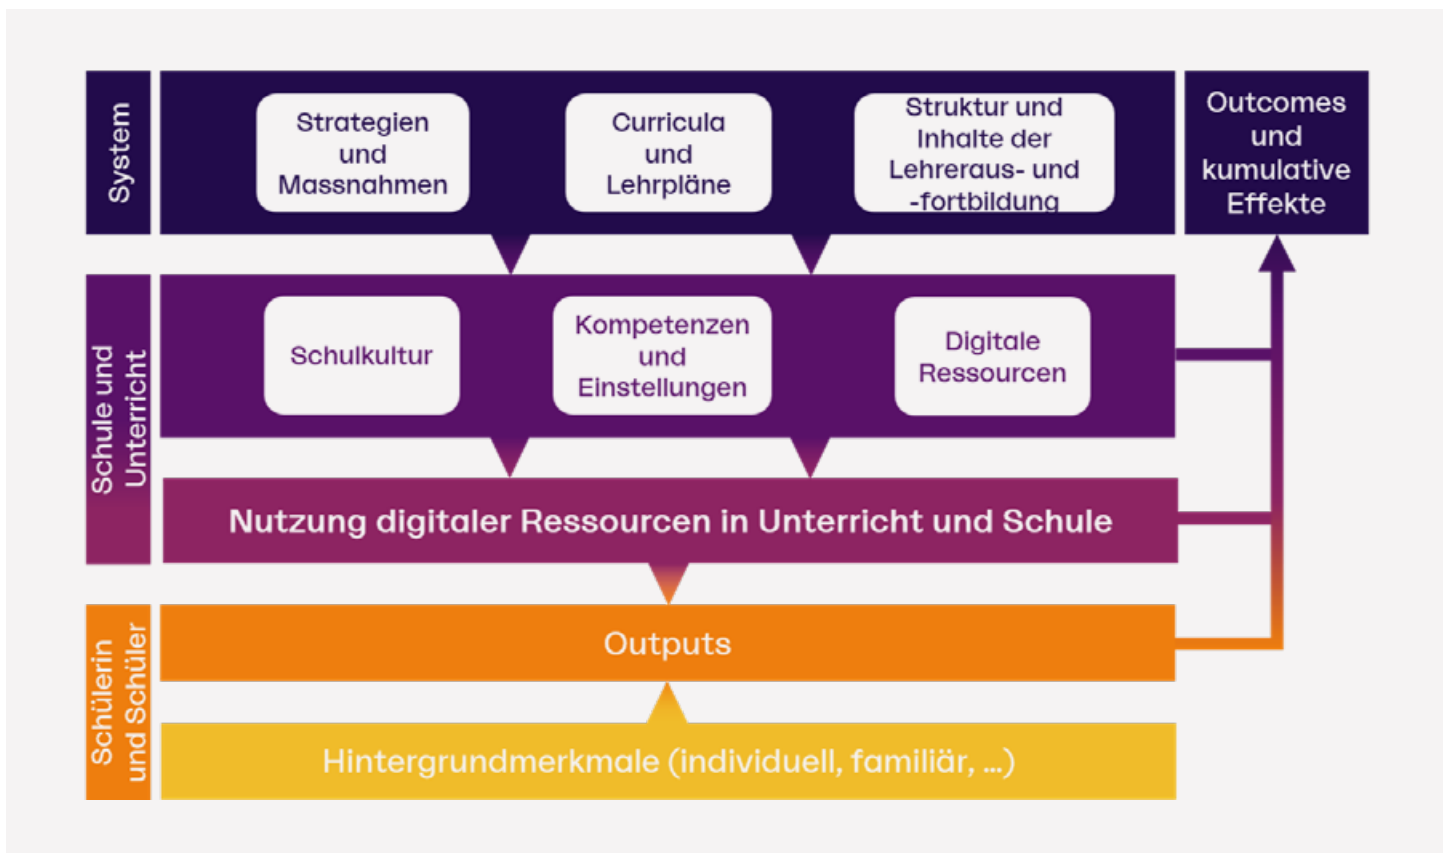 System
Strategien
und
Massnahmen
Curricula
und
Lehrpläne
Struktur und
Inhalte der
Lehreraus- und
-fortbildung
Outcomes
und
kumulative
Effekte
Schule und
Unterricht
Schulkultur
Kompetenzen
und
Einstellungen
Digitale
Ressourcen
Nutzung digitaler Ressourcen in Unterricht und Schule
Schülerin
und Schüler
Outputs
Hintergrundmerkmale (individuell, familiär, ...)